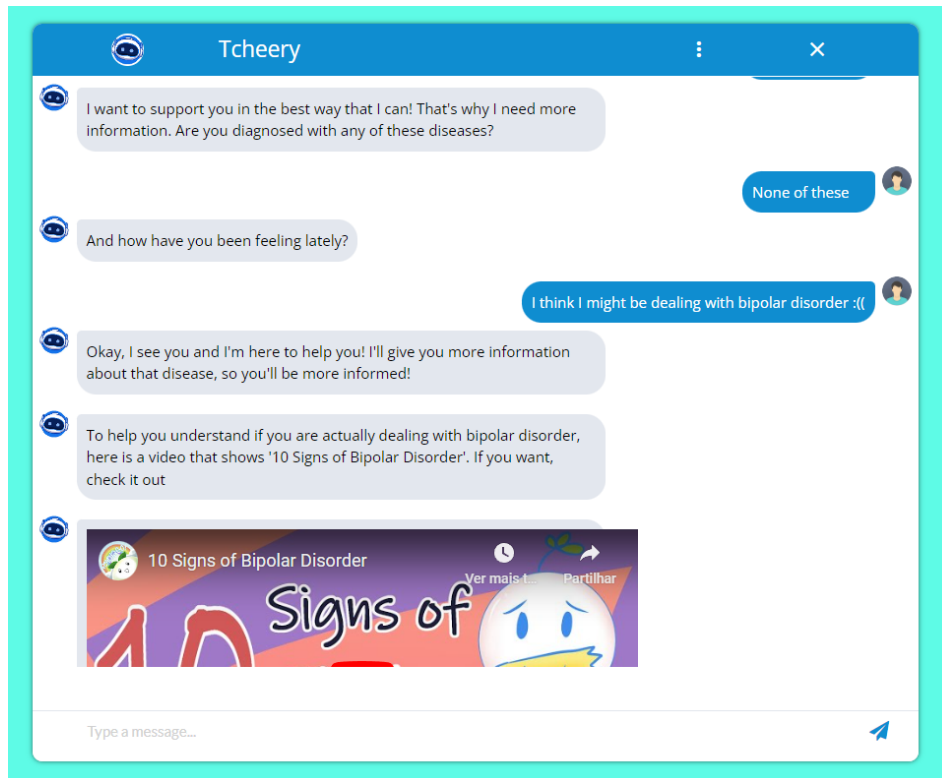 Tcheery
I want to support you in the best way that I can! That's why I need more
information. Are you diagnosed with any of these diseases?
None of these
And how have you been feeling lately?
I think I might be dealing with bipolar disorder :((
Okay, I see you and I'm here to help you! I'll give you more information
about that disease, so you'll be more informed!
To help you understand if you are actually dealing with bipolar disorder,
here is a video that shows '10 Signs of Bipolar Disorder'. If you want,
check it out
10 Signs of Bipolar Disorder
Ver mais t...
Partilhar
10 Signs of
Type a message...